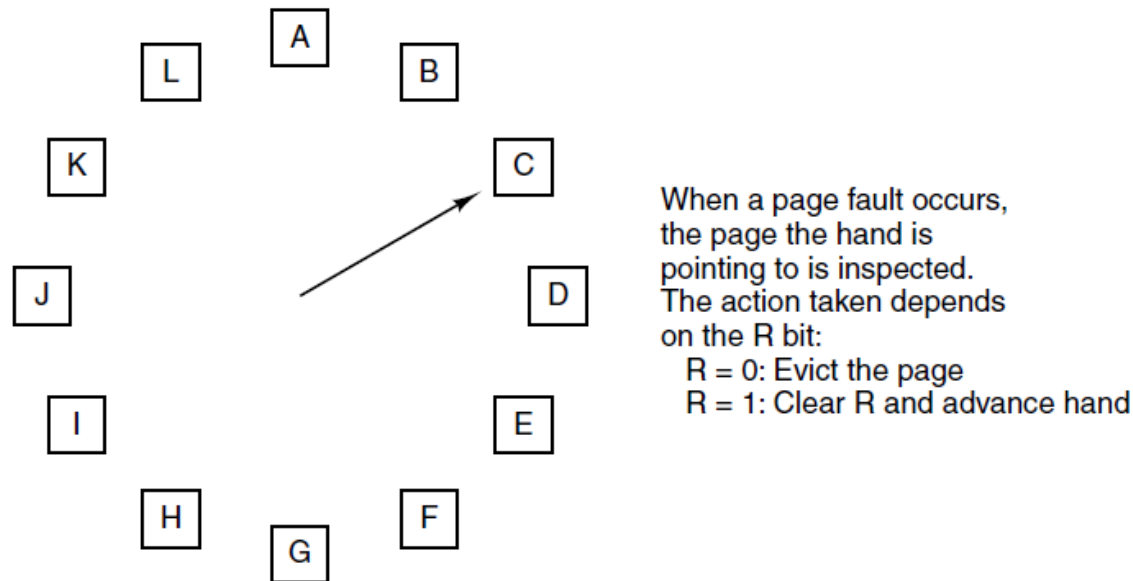 A
L
B
K
C
When a page fault occurs,
the page the hand is
pointing to is inspected.
The action taken depends
on the R bit:
R = 0: Evict the page
R = 1: Clear R and advance hand
J
D
I
E
H
F
G